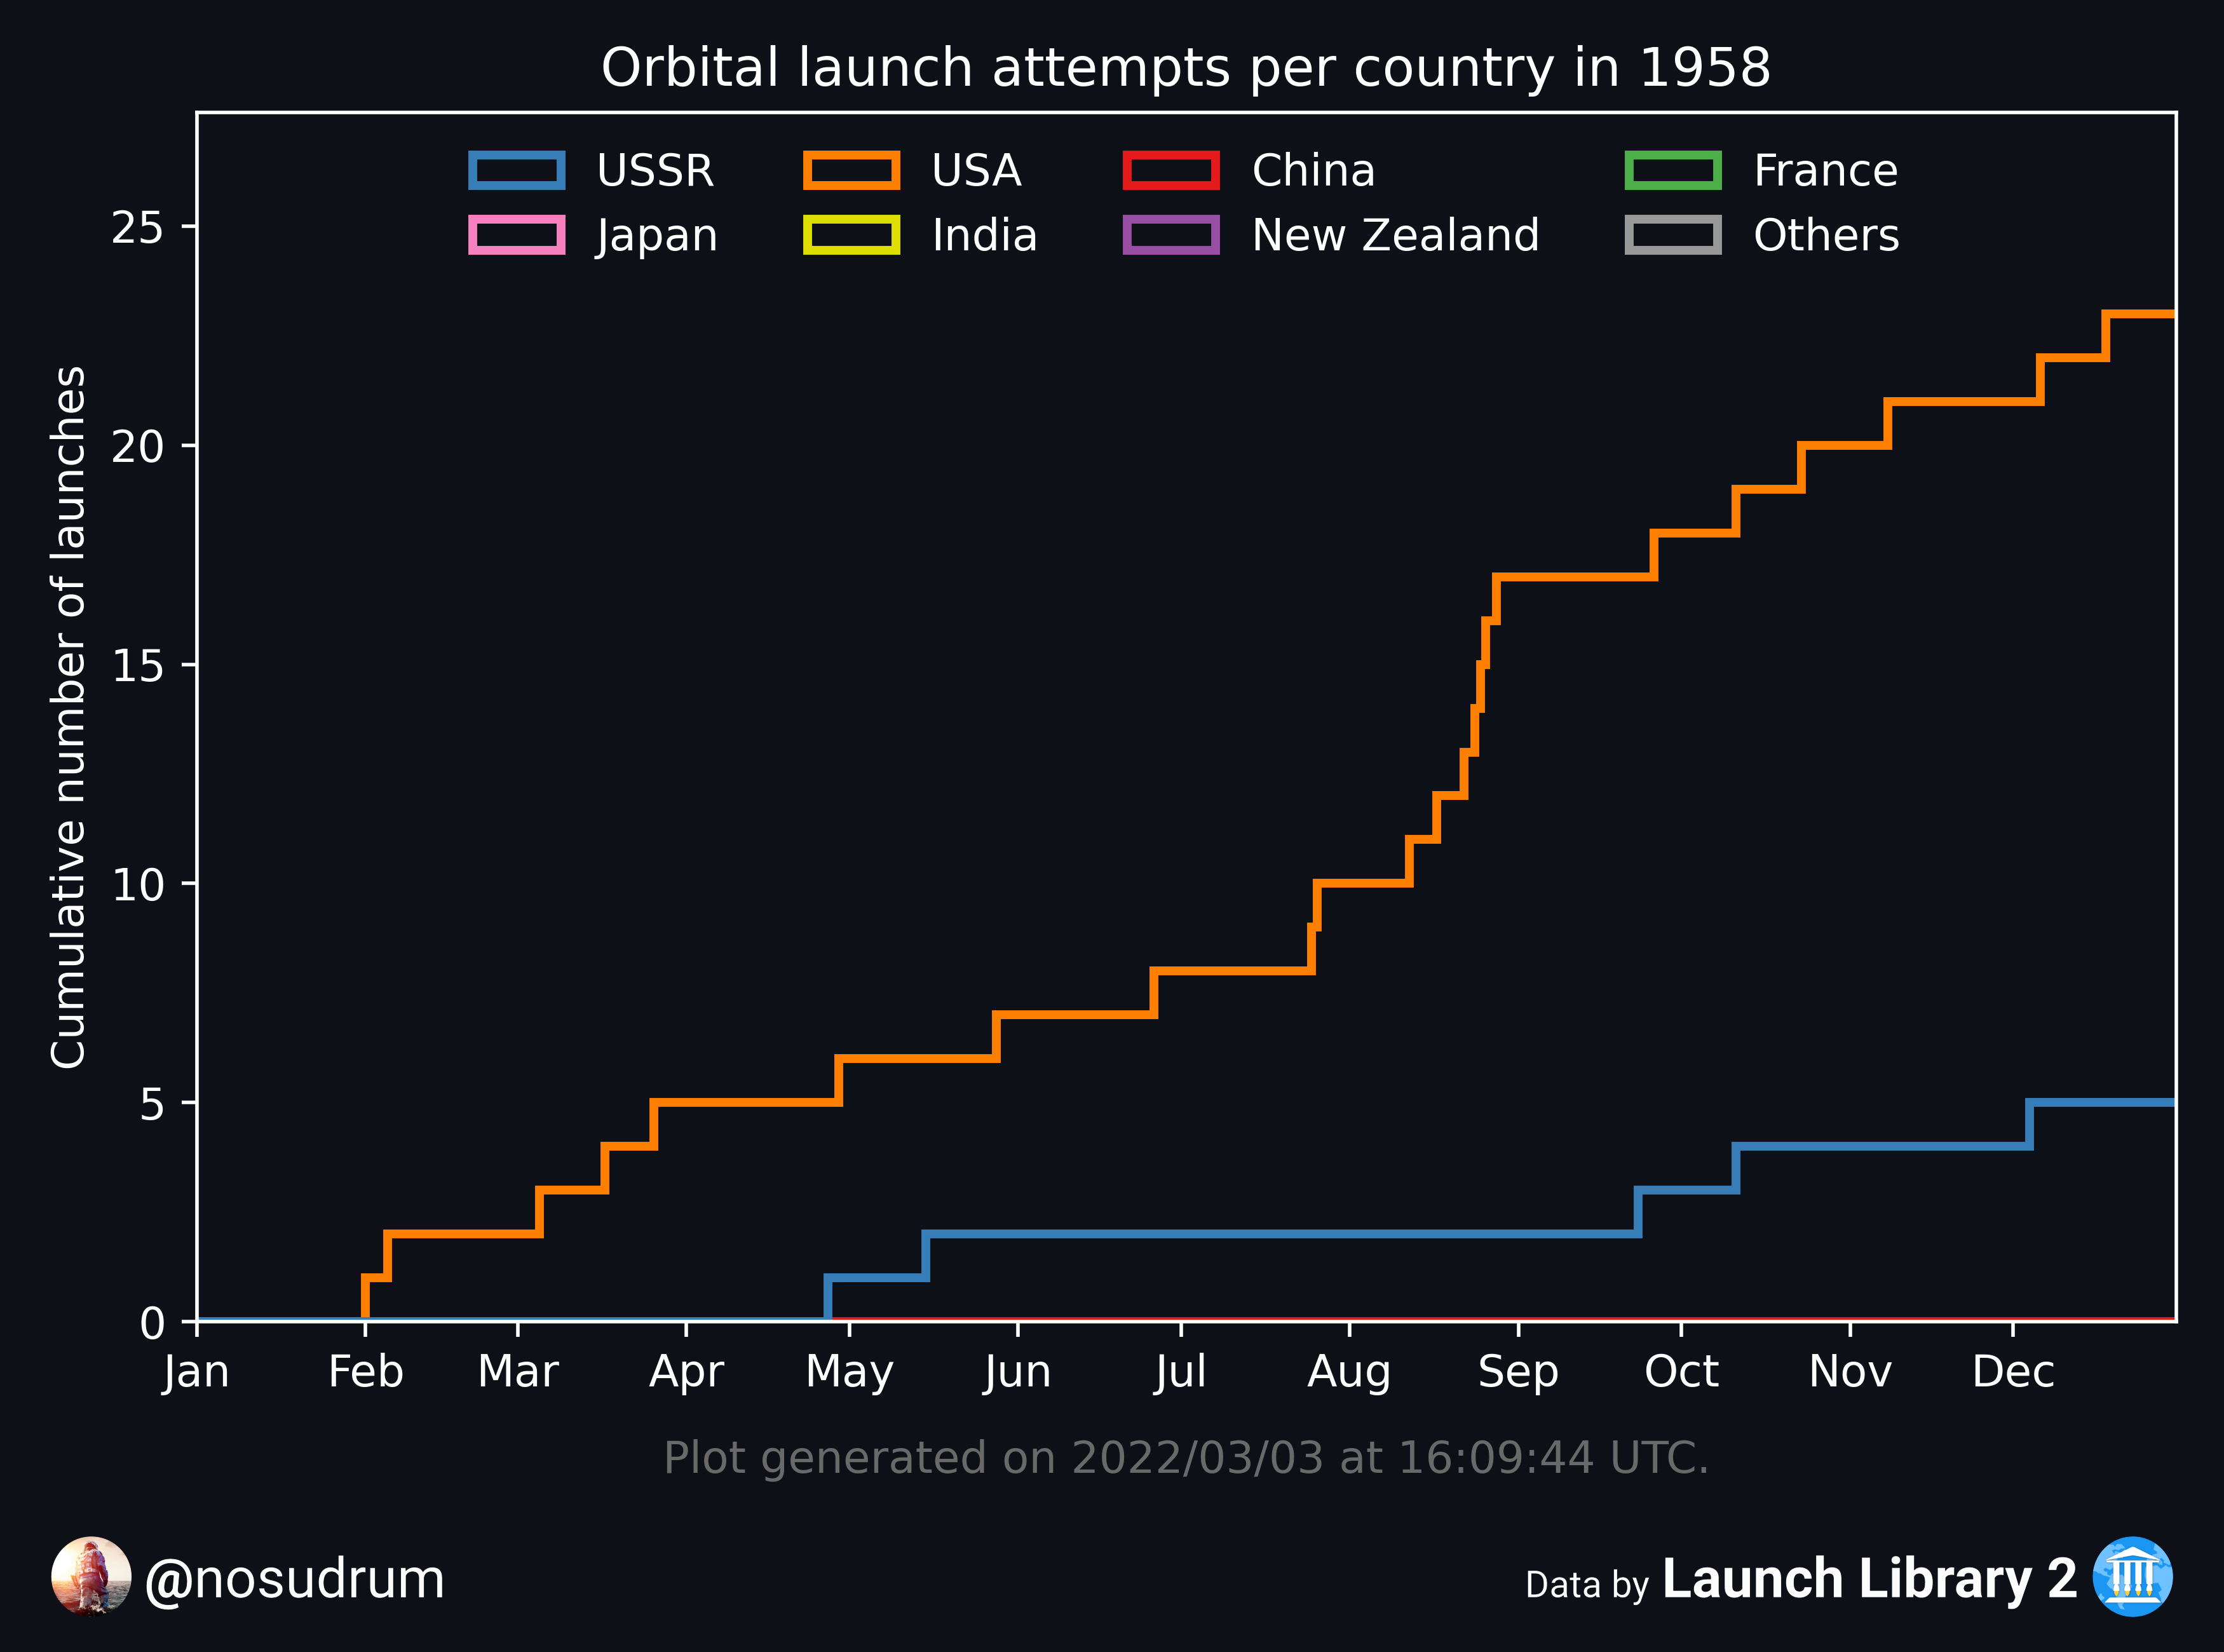 Orbital launch attempts per country in 1958
USSR USA China France
Japan India New Zealand Others
Cumulative number of launches
25
20
15
10
5
0
Jan Feb Mar Apr May Jun Jul Aug Sep Oct Nov Dec
Plot generated on 2022/03/03 at 16:09:44 UTC.
@nosudrum
Data by Launch Library 2